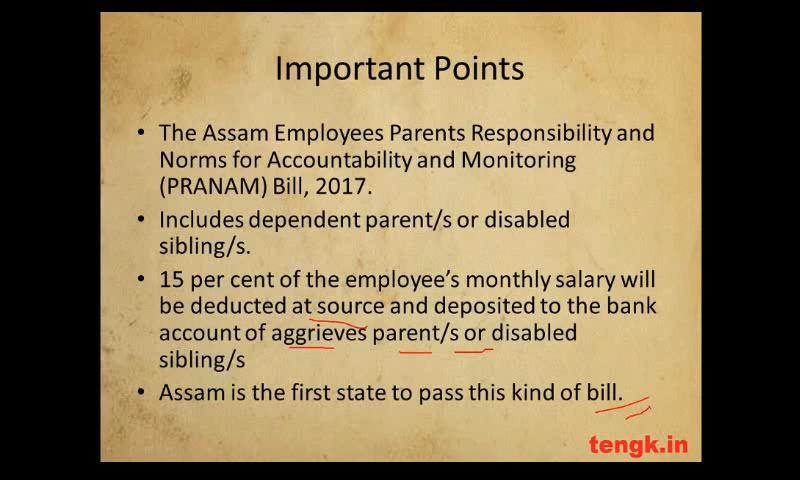 Important Points
• The Assam Employees Parents Responsibility and
Norms for Accountability and Monitoring
(PRANAM) Bill, 2017.
• Includes dependent parent/s or disabled
sibling/s.
• 15 per cent of the employee's monthly salary will
be deducted at source and deposited to the bank
account of aggrieves parent/s or disabled
sibling/s
• Assam is the first state to pass this kind of bill.
tengk.in